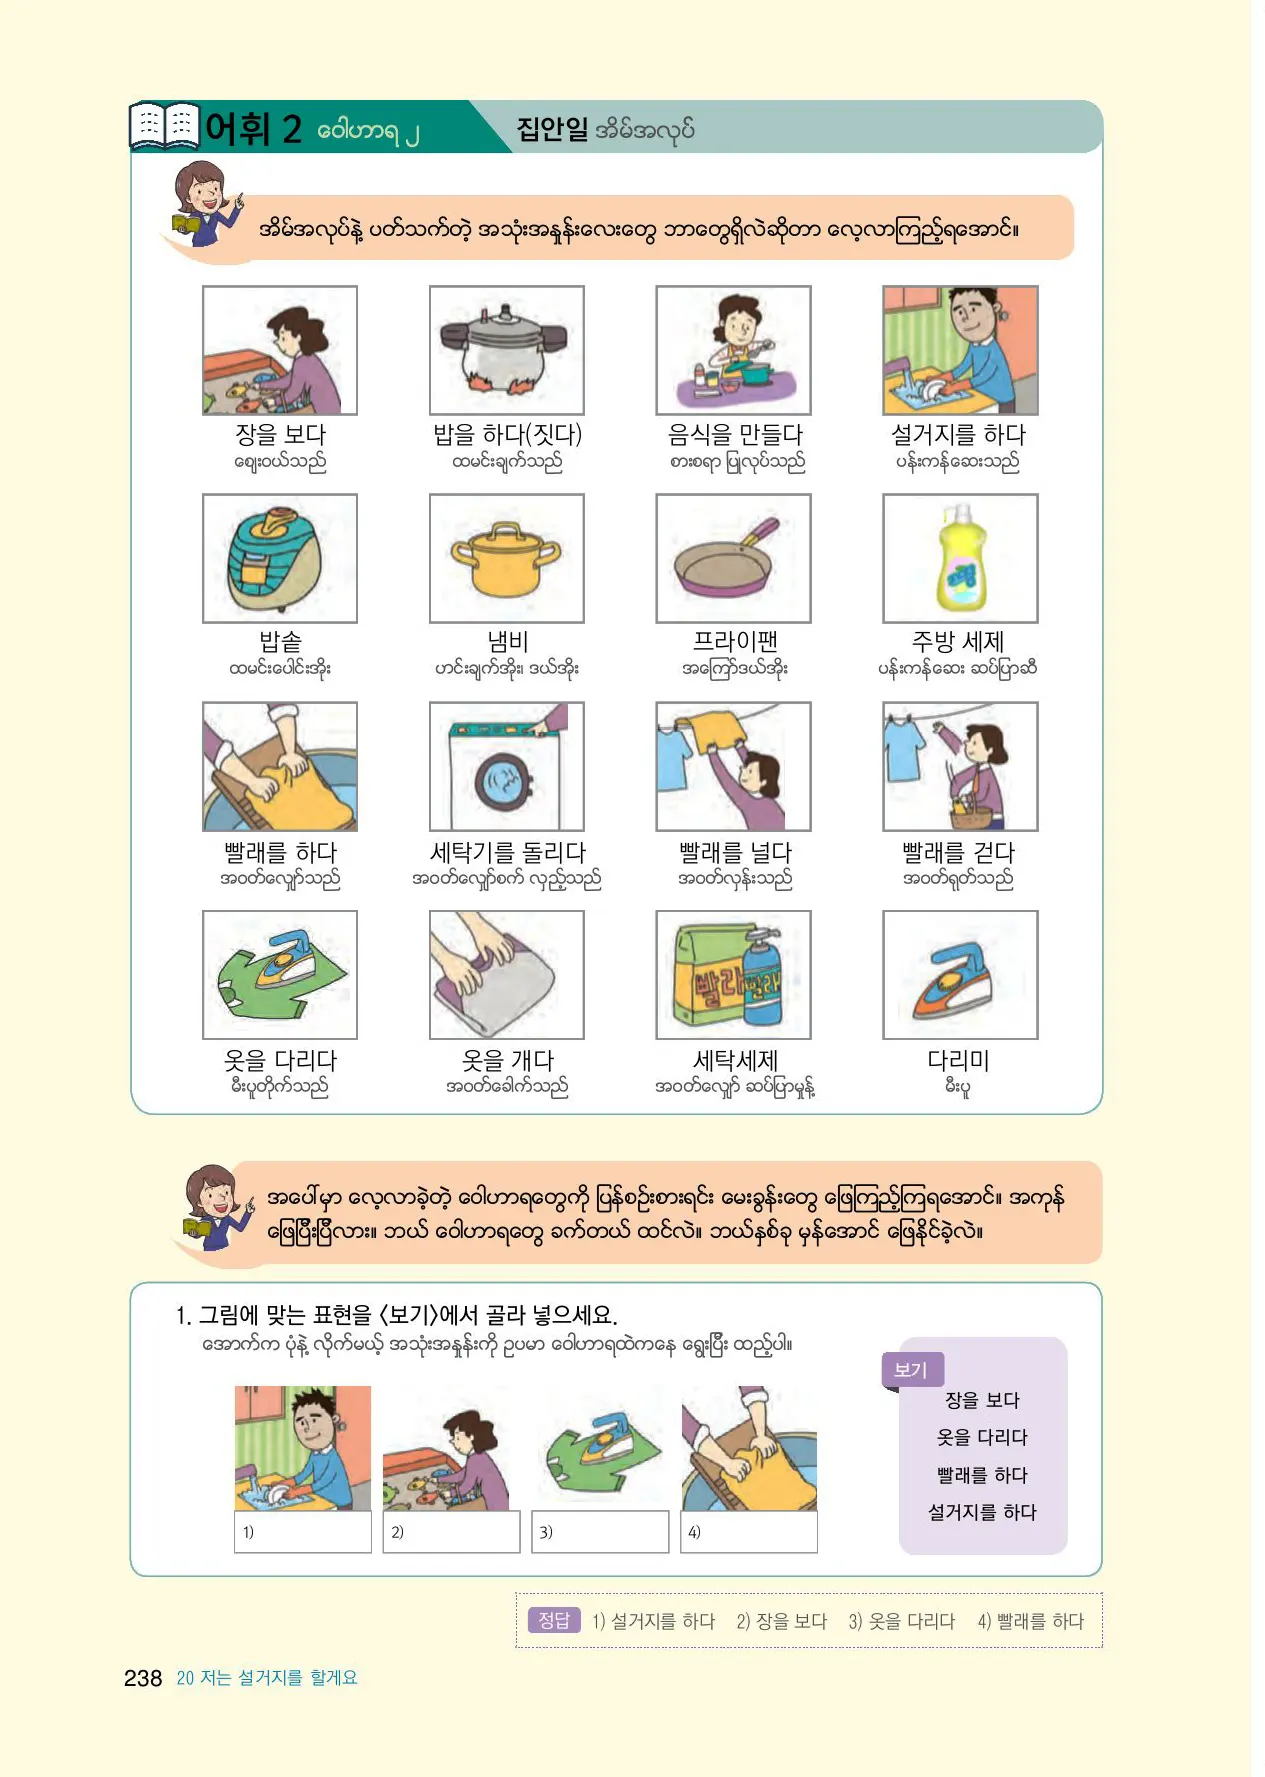 어휘 2 ဝေါဟာရ ၂ 집안일 အိမ်အလုပ်
အိမ်အလုပ်နဲ့ ပတ်သက်တဲ့ အသုံးအနှုန်းလေးတွေ ဘာတွေရှိလဲဆိုတာ လေ့လာကြည့်ရအောင်။
장을 보다 밥을 하다(짓다) 음식을 만들다 설거지를 하다
ဈေးဝယ်သည် ထမင်းချက်သည် စားစရာ ပြုလုပ်သည် ပန်းကန်ဆေးသည်
밥솥 냄비 프라이팬 주방 세제
ထမင်းပေါင်းအိုး ဟင်းချက်အိုး၊ ဒယ်အိုး အကြော်ဒယ်အိုး ပန်းကန်ဆေး ဆပ်ပြာဆီ
빨래를 하다 세탁기를 돌리다 빨래를 널다 빨래를 걷다
အဝတ်လျှော်သည် အဝတ်လျှော်စက် လှည့်သည် အဝတ်လှန်းသည် အဝတ်ရုတ်သည်
빨래 빨래
옷을 다리다 옷을 개다 세탁세제 다리미
မီးပူတိုက်သည် အဝတ်ခေါက်သည် အဝတ်လျှော် ဆပ်ပြာမှုန့် မီးပူ
အပေါ်မှာ လေ့လာခဲ့တဲ့ ဝေါဟာရတွေကို ပြန်စဉ်းစားရင်း မေးခွန်းတွေ ဖြေကြည့်ကြရအောင်။ အကုန်
ဖြေပြီးပြီလား။ ဘယ် ဝေါဟာရတွေ ခက်တယ် ထင်လဲ။ ဘယ်နှစ်ခု မှန်အောင် ဖြေနိုင်ခဲ့လဲ။
1. 그림에 맞는 표현을 〈보기〉에서 골라 넣으세요.
အောက်က ပုံနဲ့ လိုက်မယ့် အသုံးအနှုန်းကို ဥပမာ ဝေါဟာရထဲကနေ ရွေးပြီး ထည့်ပါ။
보기
장을 보다
옷을 다리다
빨래를 하다
설거지를 하다
1) 2) 3) 4)
정답 1) 설거지를 하다 2) 장을 보다 3) 옷을 다리다 4) 빨래를 하다
238 20 저는 설거지를 할게요